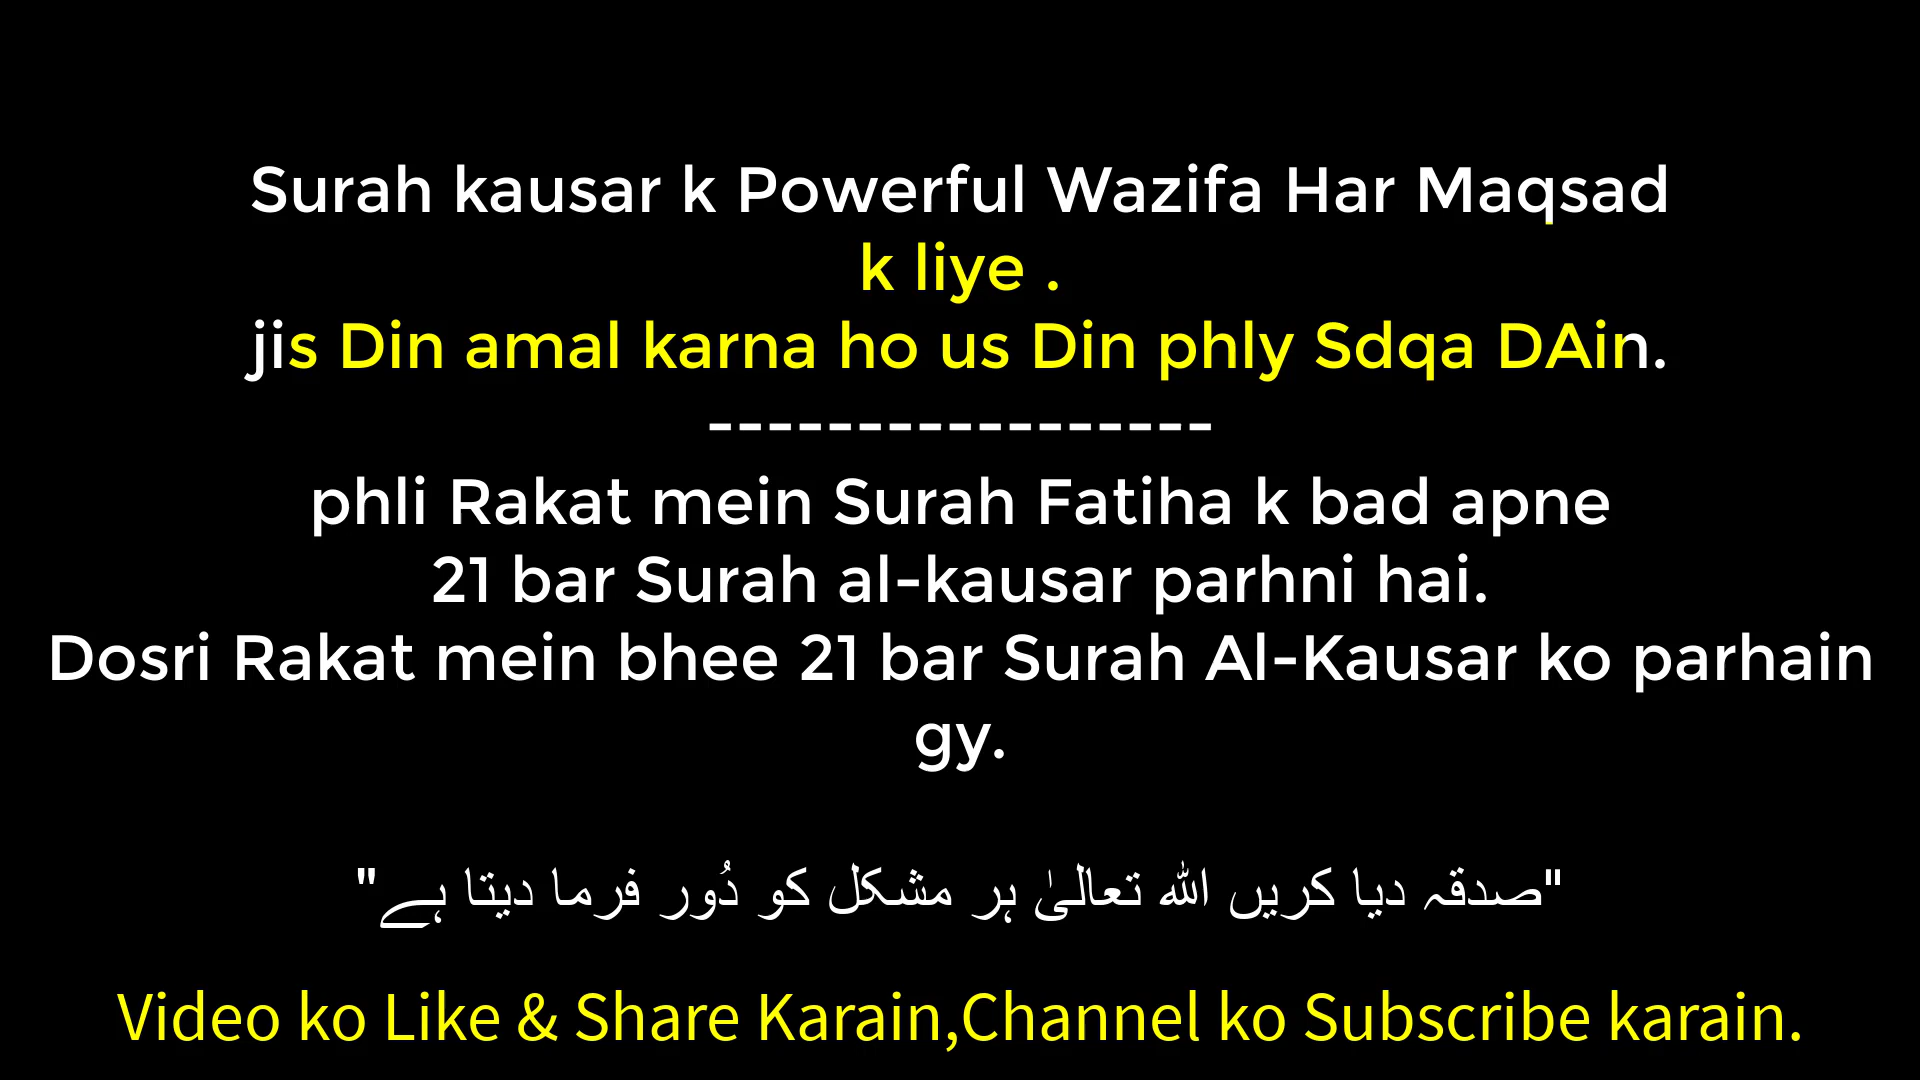 Surah kausar k Powerful Wazifa Har Maqsad
k liye .
jis Din amal karna ho us Din phly Sdqa DAin.
-----------------
phli Rakat mein Surah Fatiha k bad apne
21 bar Surah al-kausar parhni hai.
Dosri Rakat mein bhee 21 bar Surah Al-Kausar ko parhain
gy.
"صدقہ دیا کریں اللہ تعالیٰ ہر مشکل کو دُور فرما دیتا ہے"
Video ko Like & Share Karain,Channel ko Subscribe karain.